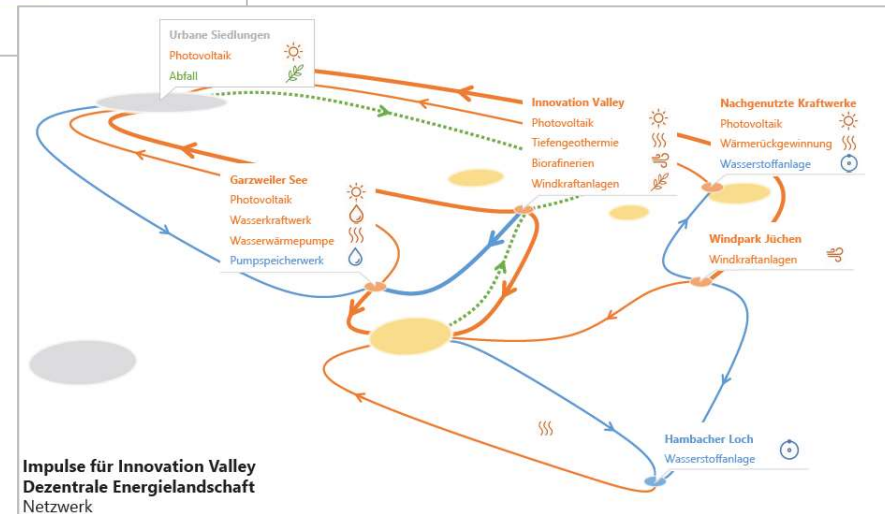 Urbane Siedlungen
Photovoltaik
Abfall
Innovation Valley
Photovoltaik
Tiefengeothermie
Biorafinerien
Windkraftanlagen
Nachgenutzte Kraftwerke
Photovoltaik
Wärmerückgewinnung
Wasserstoffanlage
Garzweiler See
Photovoltaik
Wasserkraftwerk
Wasserwärmepumpe
Pumpspeicherwerk
Windpark Jüchen
Windkraftanlagen
Hambacher Loch
Wasserstoffanlage
Impulse für Innovation Valley
Dezentrale Energielandschaft
Netzwerk